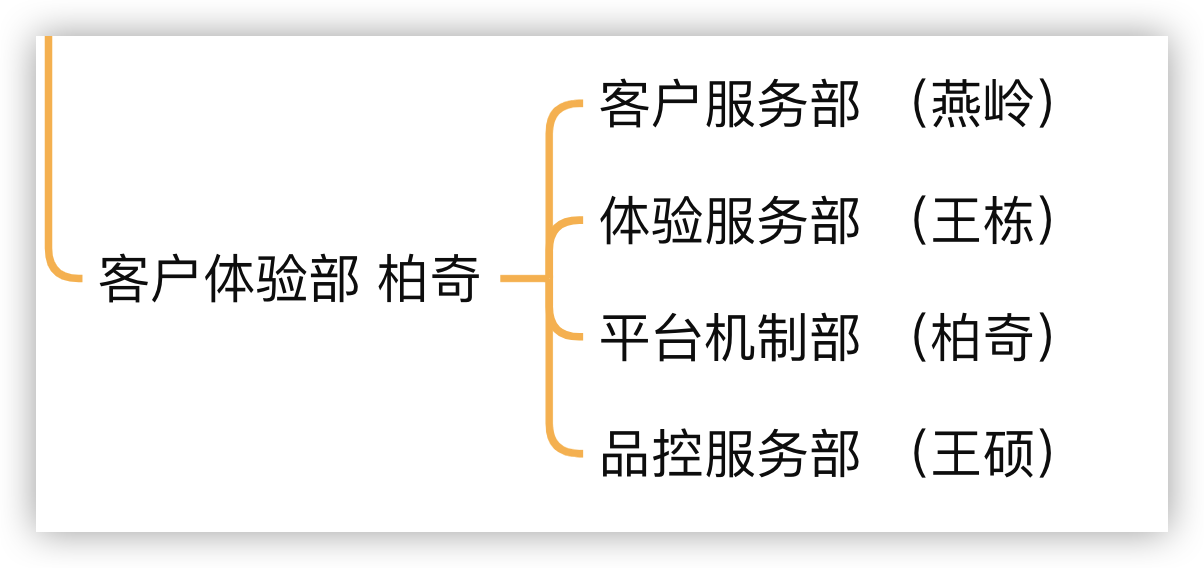 客户服务部 （燕岭）
体验服务部 （王栋）
客户体验部 柏奇
平台机制部 （柏奇）
品控服务部 （王硕）